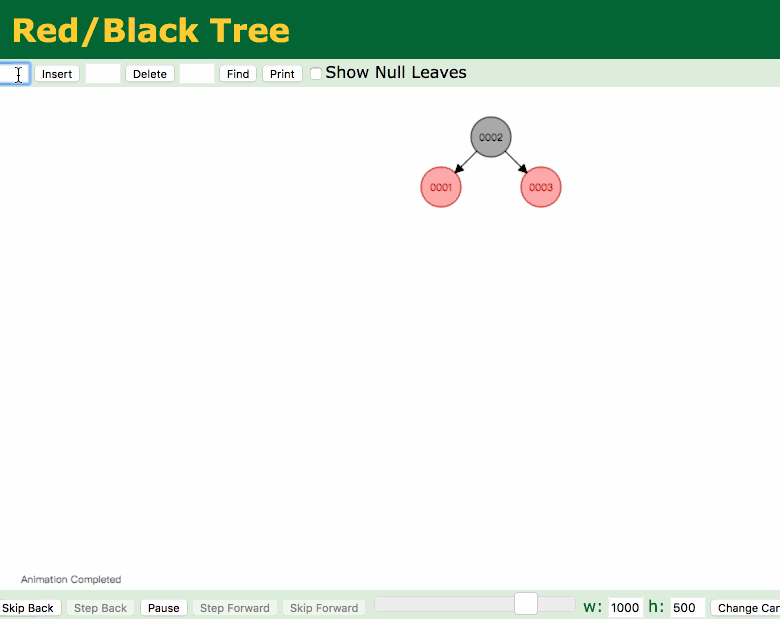 Red/Black Tree
Insert Delete Find Print Show Null Leaves
0002
0001 0003
Animation Completed
Skip Back Step Back Pause Step Forward Skip Forward w: 1000 h: 500 Change Can